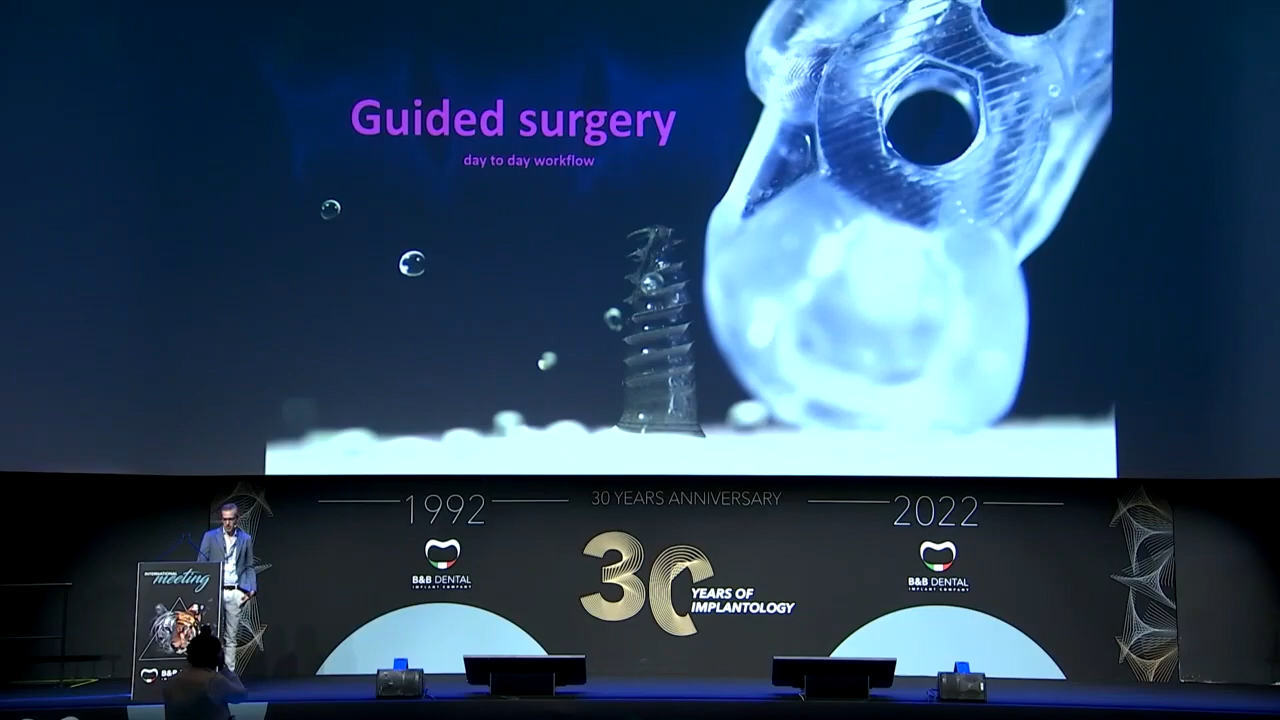 Guided surgery
day to day workflow
1992
30 YEARS ANNIVERSARY
2022
B&B DENTAL
IMPLANT COMPANY
30
YEARS OF
IMPLANTOLOGY
B&B DENTAL
IMPLANT COMPANY
INTERNATIONAL
meeting